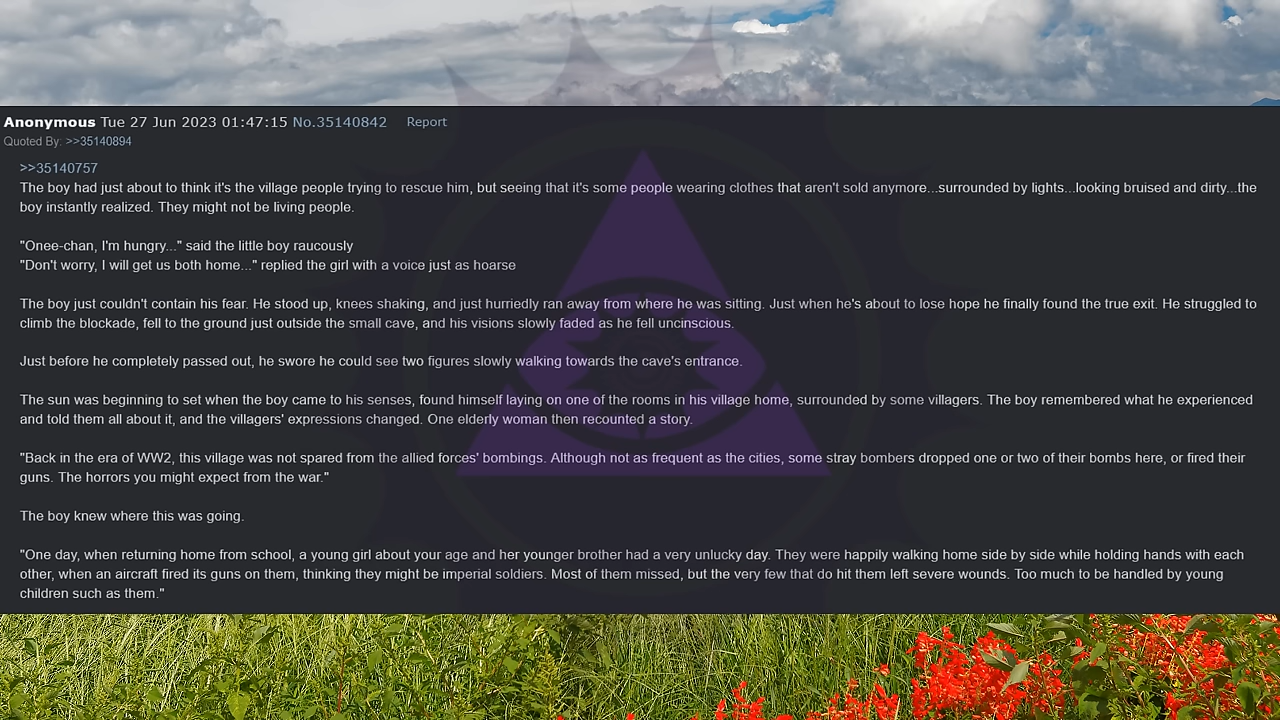 Anonymous Tue 27 Jun 2023 01:47:15 No.35140842 Report
Quoted By: >>35140894
>>35140757
The boy had just about to think it's the village people trying to rescue him, but seeing that it's some people wearing clothes that aren't sold anymore...surrounded by lights...looking bruised and dirty...the
boy instantly realized. They might not be living people.
"Onee-chan, I'm hungry..." said the little boy raucously
"Don't worry, I will get us both home..." replied the girl with a voice just as hoarse
The boy just couldn't contain his fear. He stood up, knees shaking, and just hurriedly ran away from where he was sitting. Just when he's about to lose hope he finally found the true exit. He struggled to
climb the blockade, fell to the ground just outside the small cave, and his visions slowly faded as he fell uncinscious.
Just before he completely passed out, he swore he could see two figures slowly walking towards the cave's entrance.
The sun was beginning to set when the boy came to his senses, found himself laying on one of the rooms in his village home, surrounded by some villagers. The boy remembered what he experienced
and told them all about it, and the villagers' expressions changed. One elderly woman then recounted a story.
"Back in the era of WW2, this village was not spared from the allied forces' bombings. Although not as frequent as the cities, some stray bombers dropped one or two of their bombs here, or fired their
guns. The horrors you might expect from the war."
The boy knew where this was going.
"One day, when returning home from school, a young girl about your age and her younger brother had a very unlucky day. They were happily walking home side by side while holding hands with each
other, when an aircraft fired its guns on them, thinking they might be imperial soldiers. Most of them missed, but the very few that do hit them left severe wounds. Too much to be handled by young
children such as them."